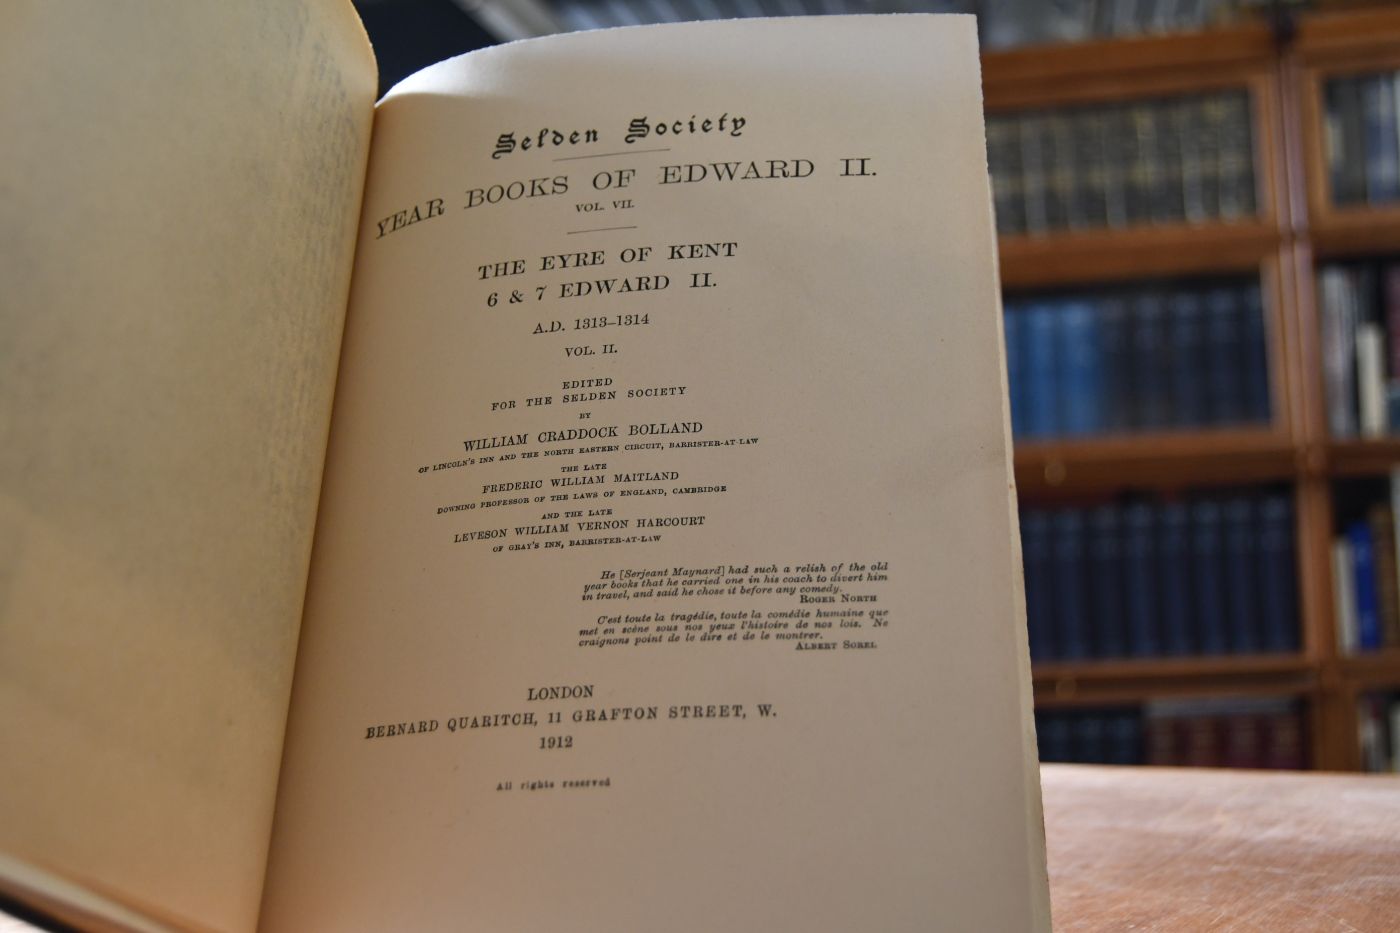 Selden Society
YEAR BOOKS OF EDWARD II.
VOL. VII.
THE EYRE OF KENT
6 & 7 EDWARD II.
A.D. 1313–1314
VOL. II.
EDITED
FOR THE SELDEN SOCIETY
BY
WILLIAM CRADDOCK BOLLAND
OF LINCOLN'S INN AND THE NORTH EASTERN CIRCUIT, BARRISTER-AT-LAW
THE LATE
FREDERIC WILLIAM MAITLAND
DOWNING PROFESSOR OF THE LAWS OF ENGLAND, CAMBRIDGE
AND THE LATE
LEVESON WILLIAM VERNON HARCOURT
OF GRAY'S INN, BARRISTER-AT-LAW
He [Serjeant Maynard] had such a relish of the old
year books that he carried one in his coach to divert him
in travel, and said he chose it before any comedy.
ROGER NORTH
C'est toute la tragédie, toute la comédie humaine que
met en scène sous nos yeux l'histoire de nos lois. Ne
craignons point de le dire et de le montrer.
ALBERT SOREL
LONDON
BERNARD QUARITCH, 11 GRAFTON STREET, W.
1912
All rights reserved